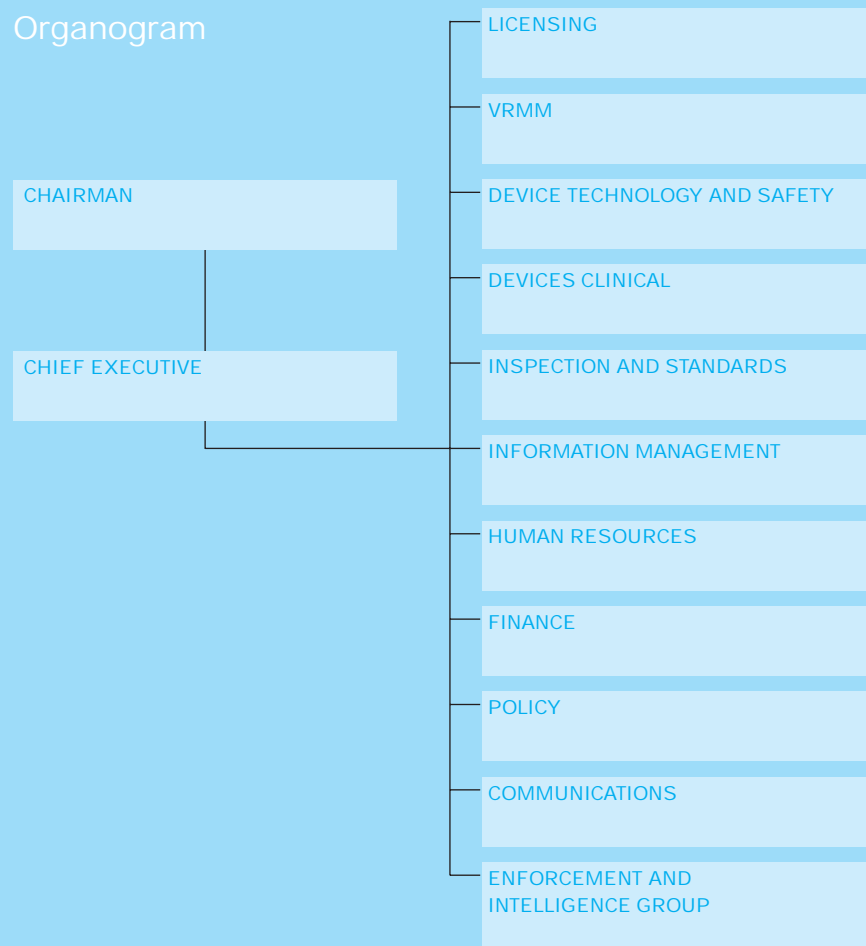 Organogram
CHAIRMAN
CHIEF EXECUTIVE
LICENSING
VRMM
DEVICE TECHNOLOGY AND SAFETY
DEVICES CLINICAL
INSPECTION AND STANDARDS
INFORMATION MANAGEMENT
HUMAN RESOURCES
FINANCE
POLICY
COMMUNICATIONS
ENFORCEMENT AND
INTELLIGENCE GROUP